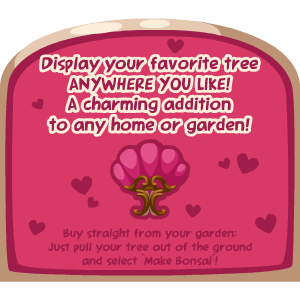 Display your favorite tree
ANYWHERE YOU LIKE!
A charming addition
to any home or garden!
Buy straight from your garden:
Just pull your tree out of the ground
and select `Make Bonsai`!